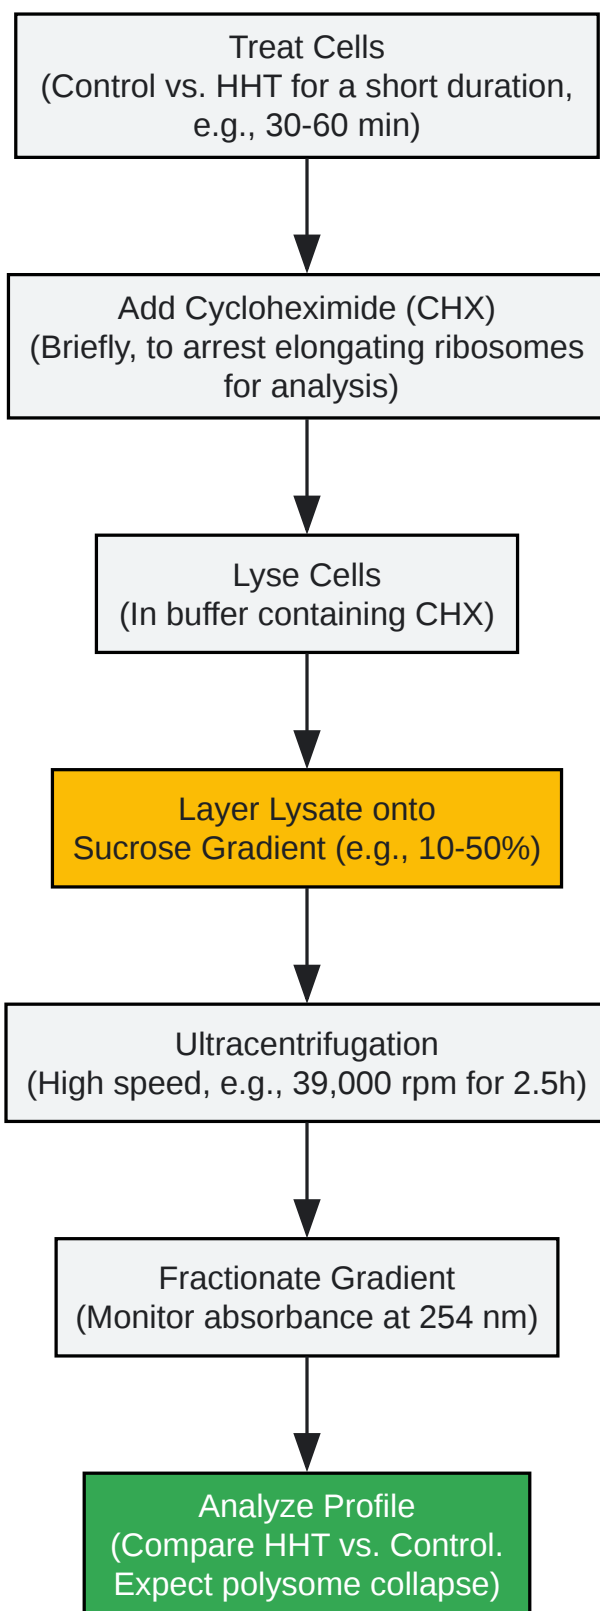 Treat Cells
(Control vs. HHT for a short duration,
e.g., 30-60 min)
Add Cycloheximide (CHX)
(Briefly, to arrest elongating ribosomes
for analysis)
Lyse Cells
(In buffer containing CHX)
Layer Lysate onto
Sucrose Gradient (e.g., 10-50%)
Ultracentrifugation
(High speed, e.g., 39,000 rpm for 2.5h)
Fractionate Gradient
(Monitor absorbance at 254 nm)
Analyze Profile
(Compare HHT vs. Control.
Expect polysome collapse)